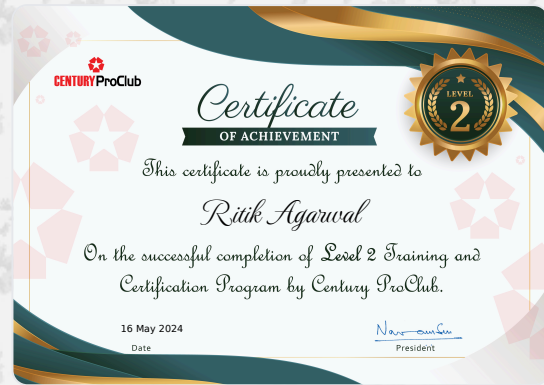 CENTURY ProClub
LEVEL
2
Certificate
OF ACHIEVEMENT
This certificate is proudly presented to
Ritik Agarwal
On the successful completion of Level 2 Training and
Certification Program by Century ProClub.
16 May 2024
Date
President